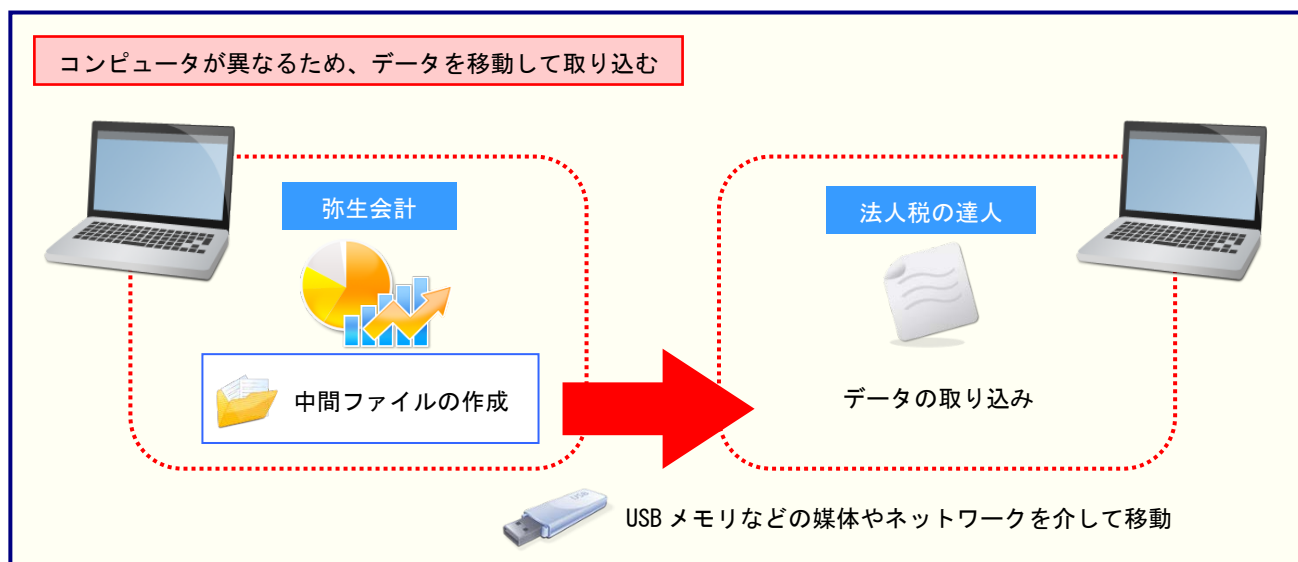 コンピュータが異なるため、データを移動して取り込む
弥生会計
法人税の達人
中間ファイルの作成
データの取り込み
USB
USB メモリなどの媒体やネットワークを介して移動